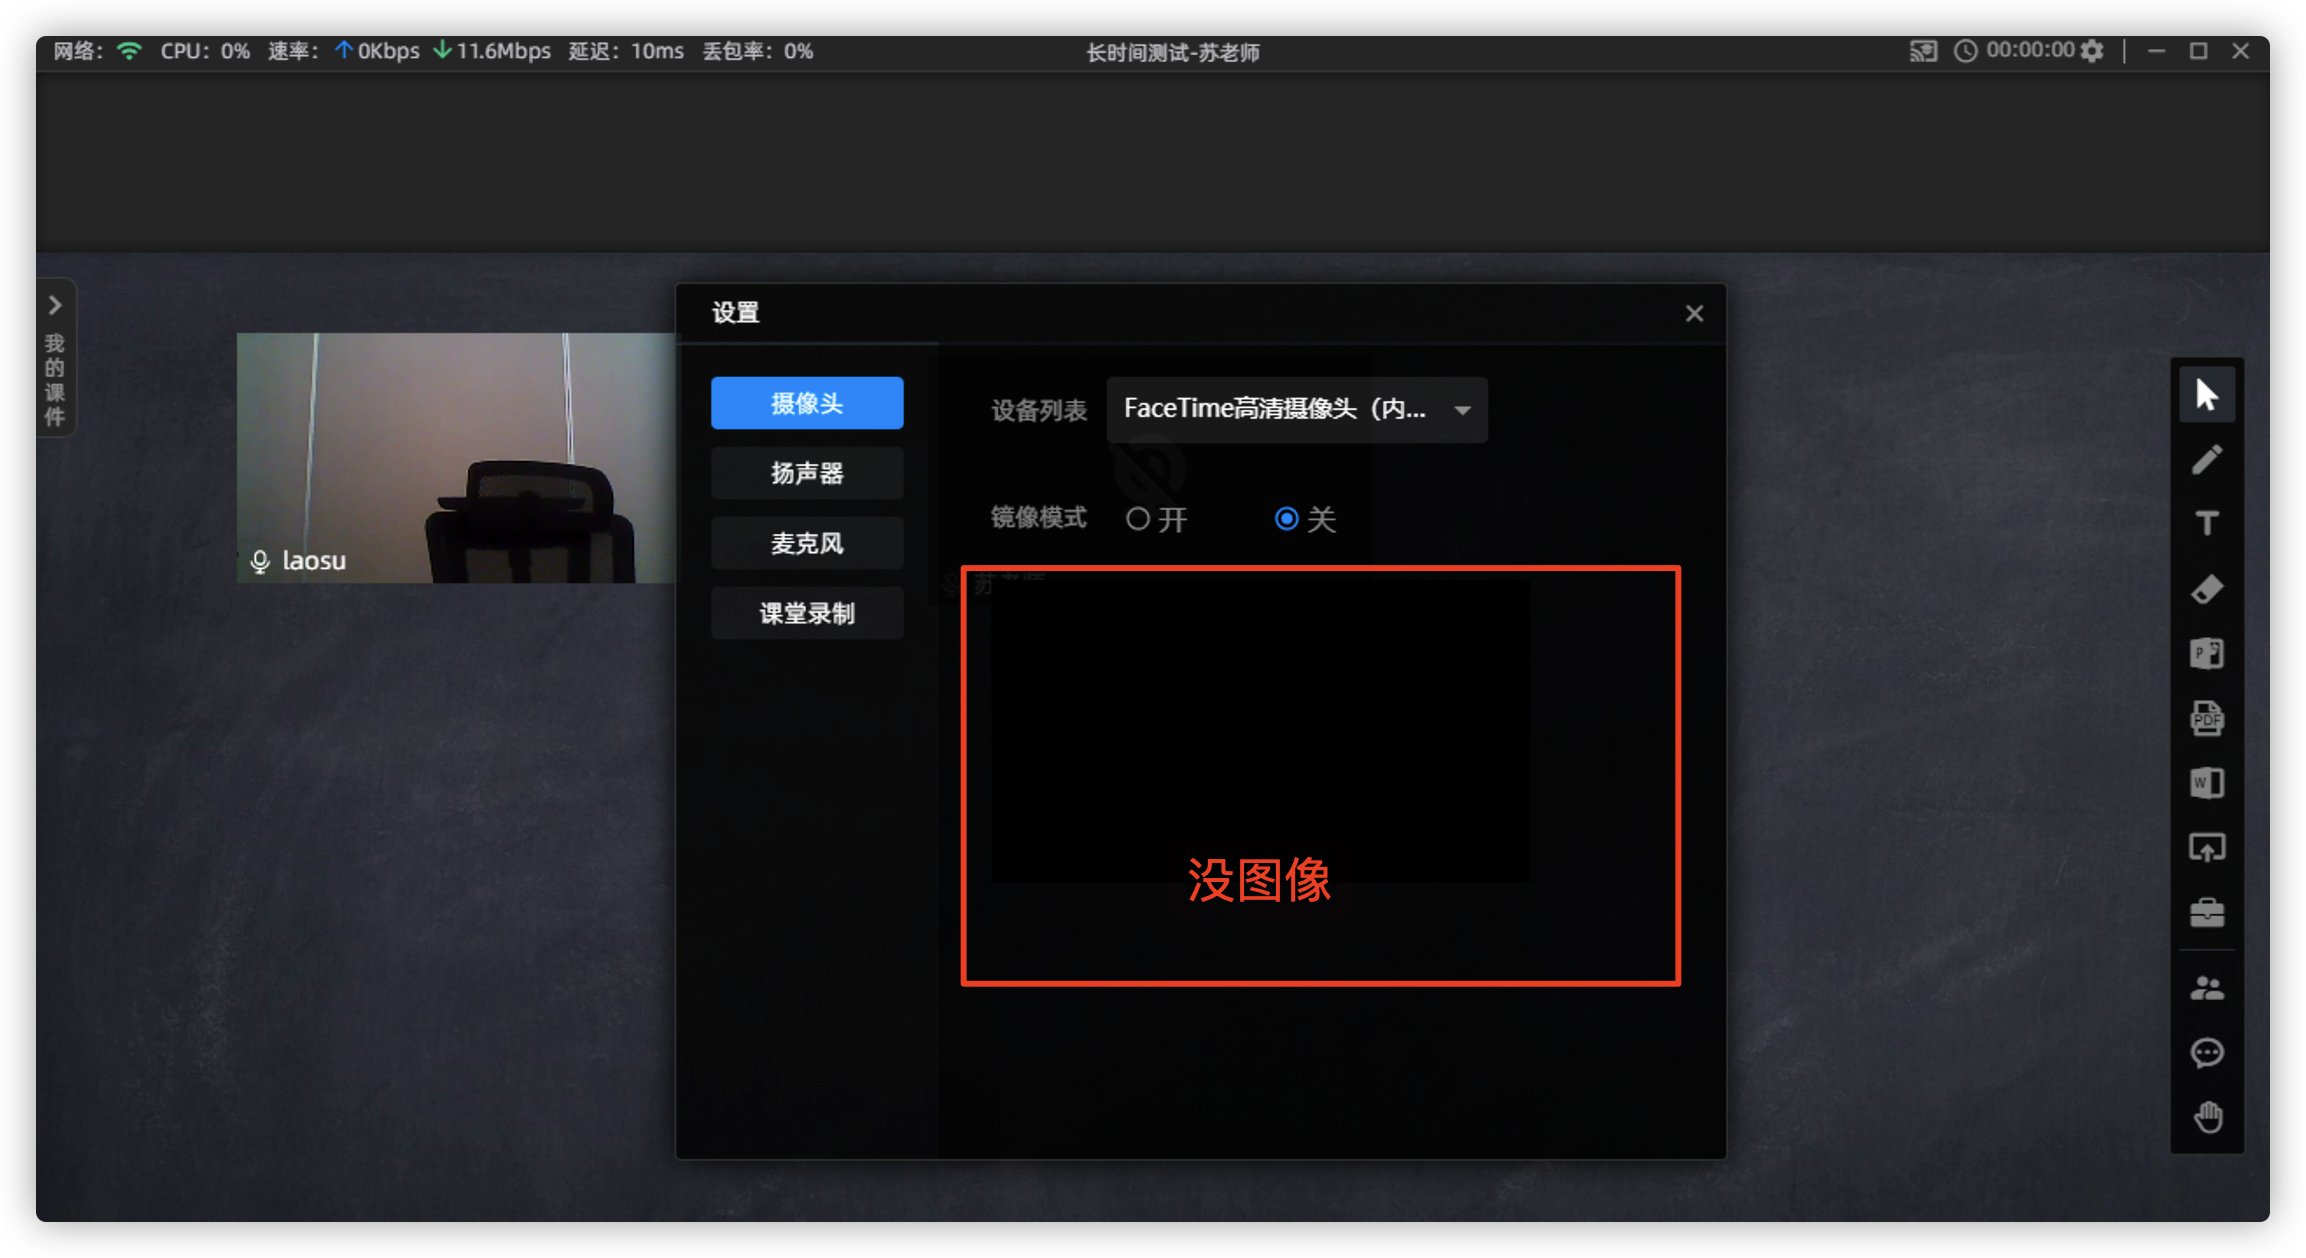 网络： CPU：0% 速率： 0Kbps 11.6Mbps 延迟：10ms 丢包率：0%
长时间测试-苏老师
00:00:00
我的课件
laosu
设置
摄像头
扬声器
麦克风
课堂录制
设备列表 FaceTime高清摄像头（内...
镜像模式 开 关
没图像
P
PDF
W